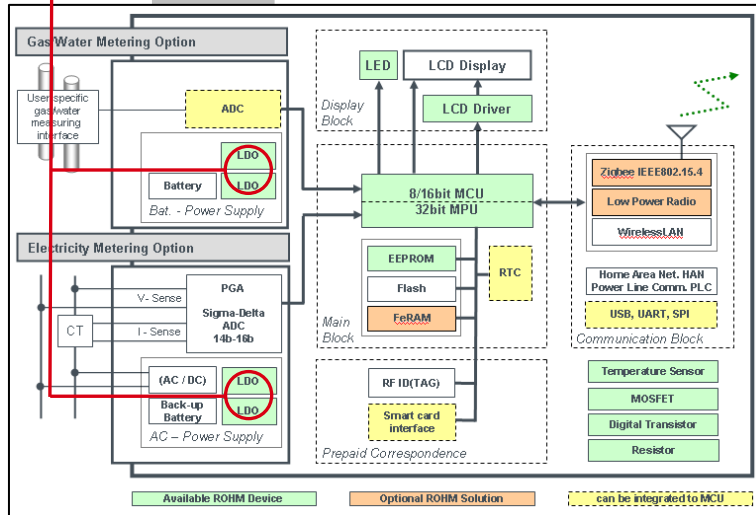 Gas/Water Metering Option
User specific
gas/water
measuring
interface
ADC
LDO
Battery
LDO
Bat. - Power Supply
Electricity Metering Option
V- Sense
I - Sense
CT
PGA
Sigma-Delta
ADC
14b-16b
(AC / DC)
LDO
Back-up
Battery
LDO
AC – Power Supply
LED
LCD Display
LCD Driver
Display
Block
8/16bit MCU
32bit MPU
EEPROM
Flash
FeRAM
RTC
Main
Block
RF ID(TAG)
Smart card
interface
Prepaid Correspondence
Zigbee IEEE802.15.4
Low Power Radio
WirelessLAN
Home Area Net. HAN
Power Line Comm. PLC
USB, UART, SPI
Communication Block
Temperature Sensor
MOSFET
Digital Transistor
Resistor
Available ROHM Device
Optional ROHM Solution
can be integrated to MCU